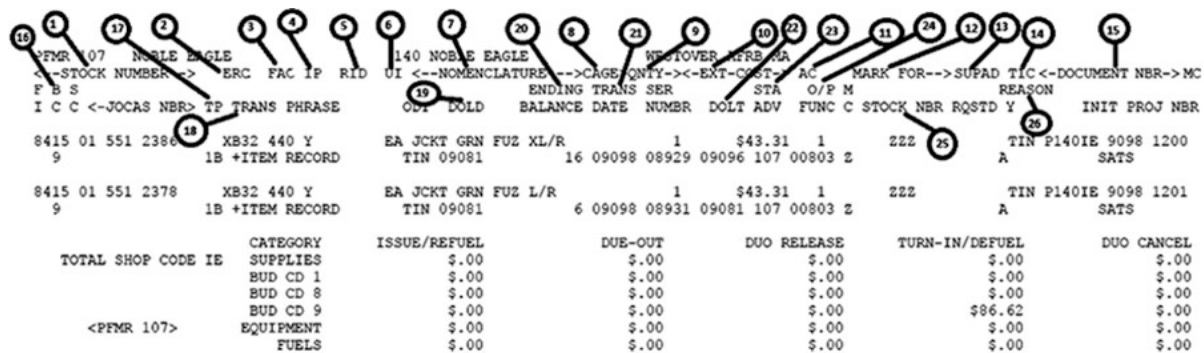 1 2 3 4 5 6 7 20 8 21 9 10 22 23 11 24 12 13 14 15
16 17
PFMR 107 NOBLE EAGLE 140 NOBLE EAGLE WESTOVER AFRB MA
<--STOCK NUMBER--> ERC FAC IP RID UI <--NOMENCLATURE--->CAGE QNTY-><-EXT-COST-> AC MARK FOR-->SUPAD TIC<-DOCUMENT NBR->MC
F B S ENDING TRANS SER STA O/P M REASON
I C C <-JOCAS NBR> TP TRANS PHRASE ODT DOLD BALANCE DATE NUMBR DOLT ADV FUNC C STOCK NBR RQSTD Y INIT PROJ NBR
18 19 25 26
8415 01 551 2386 XB32 440 Y EA JCKT GRN FUZ XL/R 1 $43.31 1 ZZZ TIN P140IE 9098 1200
9 1B +ITEM RECORD TIN 09081 16 09098 08929 09096 107 00803 Z A SATS
8415 01 551 2378 XB32 440 Y EA JCKT GRN FUZ L/R 1 $43.31 1 ZZZ TIN P140IE 9098 1201
9 1B +ITEM RECORD TIN 09081 6 09098 08931 09081 107 00803 Z A SATS
CATEGORY ISSUE/REFUEL DUE-OUT DUO RELEASE TURN-IN/DEFUEL DUO CANCEL
TOTAL SHOP CODE IE SUPPLIES $.00 $.00 $.00 $.00 $.00
BUD CD 1 $.00 $.00 $.00 $.00 $.00
BUD CD 8 $.00 $.00 $.00 $.00 $.00
BUD CD 9 $.00 $.00 $.00 $86.62 $.00
<PFMR 107> EQUIPMENT $.00 $.00 $.00 $.00 $.00
FUELS $.00 $.00 $.00 $.00 $.00